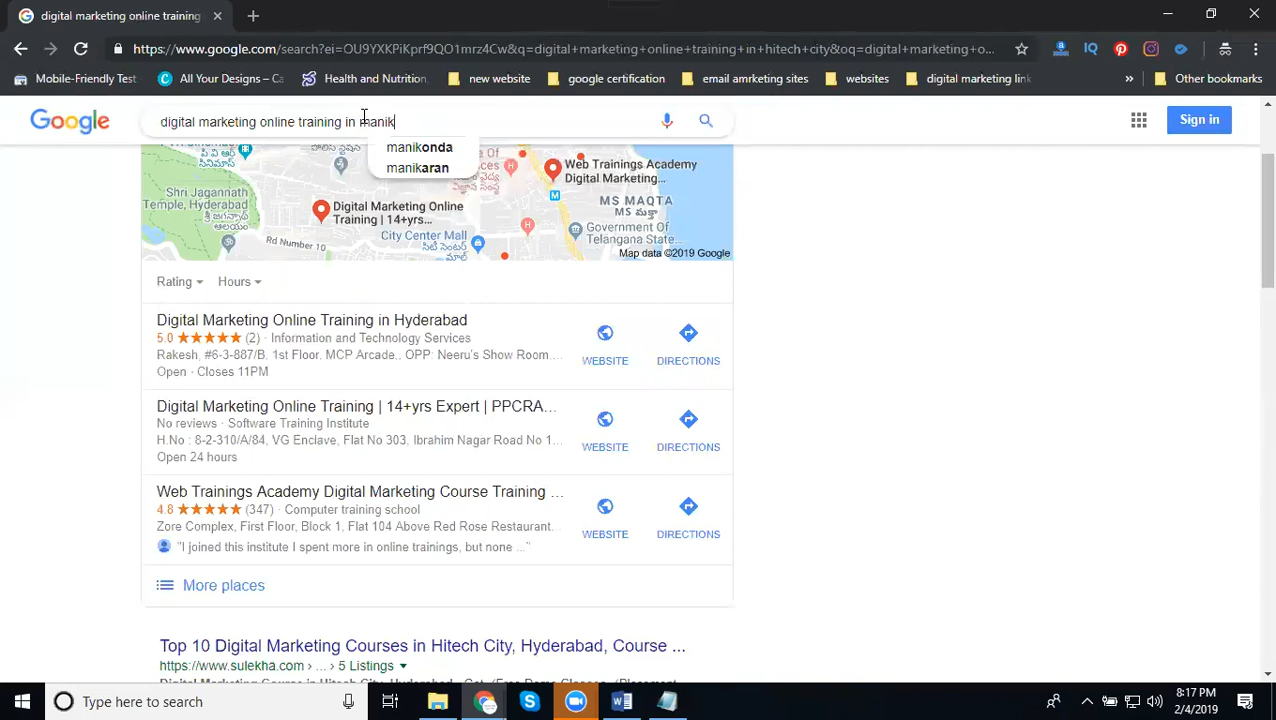 digital marketing online training
https://www.google.com/search?ei=OU9YXKPiKprf9QO1mrz4Cw&q=digital+marketing+online+training+in+hitech+city&oq=digital+marketing+o...
Mobile-Friendly Test
All Your Designs – Ca
Health and Nutrition
new website
google certification
email amrketing sites
websites
digital marketing link
»
Other bookmarks
Google
digital marketing online training in manik
Sign in
manikonda
manikaran
Shri Jagannath
Rd Number 10
Digital Marketing Online
Training | 14+yrs...
City Center Mall
సిటీ సెంటర్
మాల్
Web Trainings Academy
Digital Marketing...
MS MAQTA
MS మక్తా
Government Of
Telangana State...
Map data ©2019 Google
Rating
Hours
Digital Marketing Online Training in Hyderabad
5.0 ★★★★★ (2) · Information and Technology Services
Rakesh, #6-3-887/B. 1st Floor, MCP Arcade,, OPP: Neeru's Show Room,...
Open · Closes 11PM
WEBSITE
DIRECTIONS
Digital Marketing Online Training | 14+yrs Expert | PPCRA...
No reviews · Software Training Institute
H.No : 8-2-310/A/84, VG Enclave, Flat No 303, Ibrahim Nagar Road No 1...
Open 24 hours
WEBSITE
DIRECTIONS
Web Trainings Academy Digital Marketing Course Training ...
4.8 ★★★★★ (347) · Computer training school
Zore Complex, First Floor, Block 1, Flat 104 Above Red Rose Restaurant...
"I joined this institute I spent more in online trainings, but none ..."
WEBSITE
DIRECTIONS
More places
Top 10 Digital Marketing Courses in Hitech City, Hyderabad, Course ...
https://www.sulekha.com › ... › 5 Listings
Type here to search
8:17 PM
2/4/2019